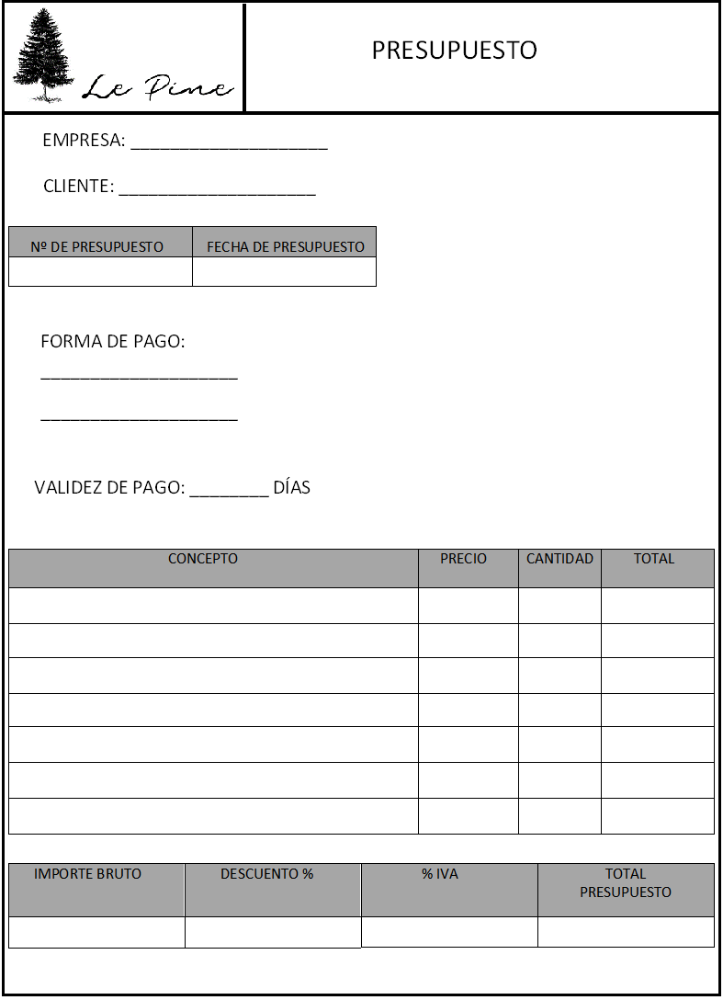 Le Pine
PRESUPUESTO
EMPRESA: ____________________
CLIENTE: ____________________
Nº DE PRESUPUESTO FECHA DE PRESUPUESTO
FORMA DE PAGO:
____________________
____________________
VALIDEZ DE PAGO: ________ DÍAS
CONCEPTO PRECIO CANTIDAD TOTAL
IMPORTE BRUTO DESCUENTO % % IVA TOTAL
PRESUPUESTO